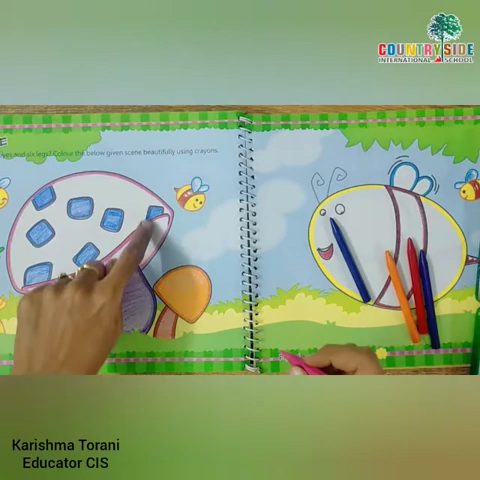 COUNTRY SIDE
INTERNATIONAL SCHOOL
and six legs? Colour the below given scene beautifully using crayons.
Karishma Torani
Educator CIS